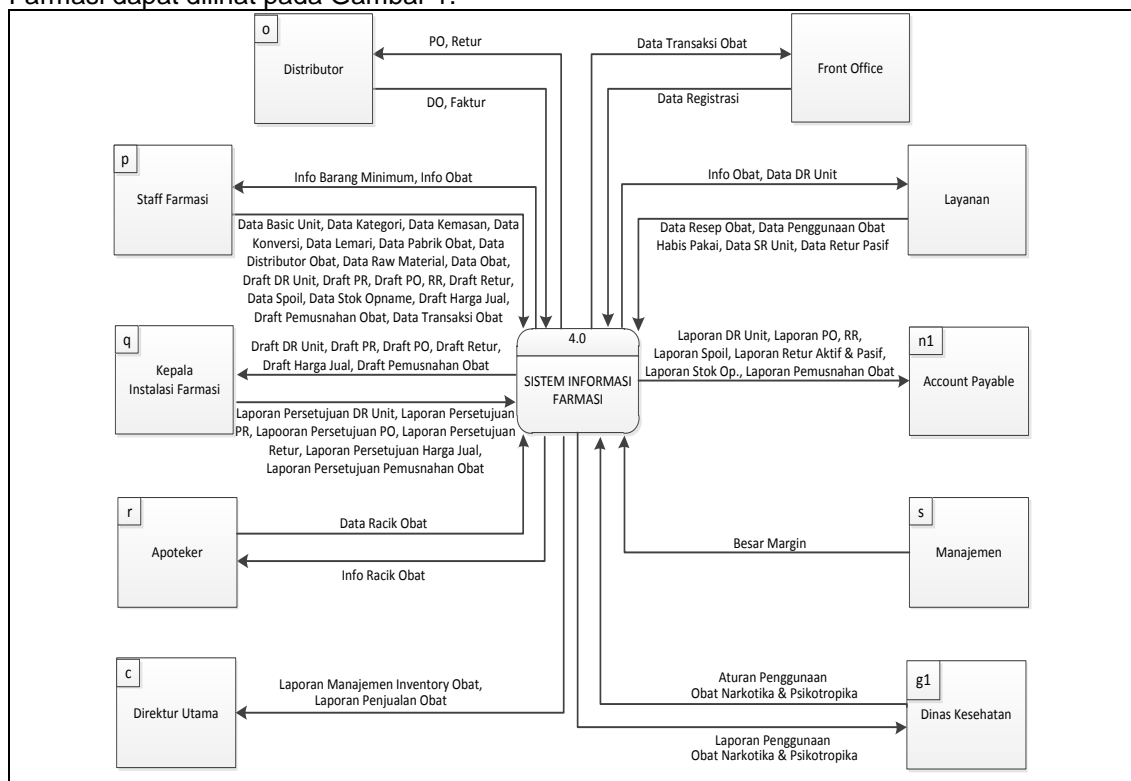 Farmasi dapat dilihat pada Gambar 1.
o
Distributor
PO, Retur
DO, Faktur
Data Transaksi Obat
Data Registrasi
Front Office
p
Staff Farmasi
Info Barang Minimum, Info Obat
Data Basic Unit, Data Kategori, Data Kemasan, Data
Konversi, Data Lemari, Data Pabrik Obat, Data
Distributor Obat, Data Raw Material, Data Obat,
Draft DR Unit, Draft PR, Draft PO, RR, Draft Retur,
Data Spoil, Data Stok Opname, Draft Harga Jual,
Draft Pemusnahan Obat, Data Transaksi Obat
Info Obat, Data DR Unit
Data Resep Obat, Data Penggunaan Obat
Habis Pakai, Data SR Unit, Data Retur Pasif
Layanan
q
Kepala
Instalasi Farmasi
Draft DR Unit, Draft PR, Draft PO, Draft Retur,
Draft Harga Jual, Draft Pemusnahan Obat
Laporan Persetujuan DR Unit, Laporan Persetujuan
PR, Lapooran Persetujuan PO, Laporan Persetujuan
Retur, Laporan Persetujuan Harga Jual,
Laporan Persetujuan Pemusnahan Obat
4.0
SISTEM INFORMASI
FARMASI
Laporan DR Unit, Laporan PO, RR,
Laporan Spoil, Laporan Retur Aktif & Pasif,
Laporan Stok Op., Laporan Pemusnahan Obat
n1
Account Payable
r
Apoteker
Data Racik Obat
Info Racik Obat
Besar Margin
s
Manajemen
c
Direktur Utama
Laporan Manajemen Inventory Obat,
Laporan Penjualan Obat
Aturan Penggunaan
Obat Narkotika & Psikotropika
Laporan Penggunaan
Obat Narkotika & Psikotropika
g1
Dinas Kesehatan